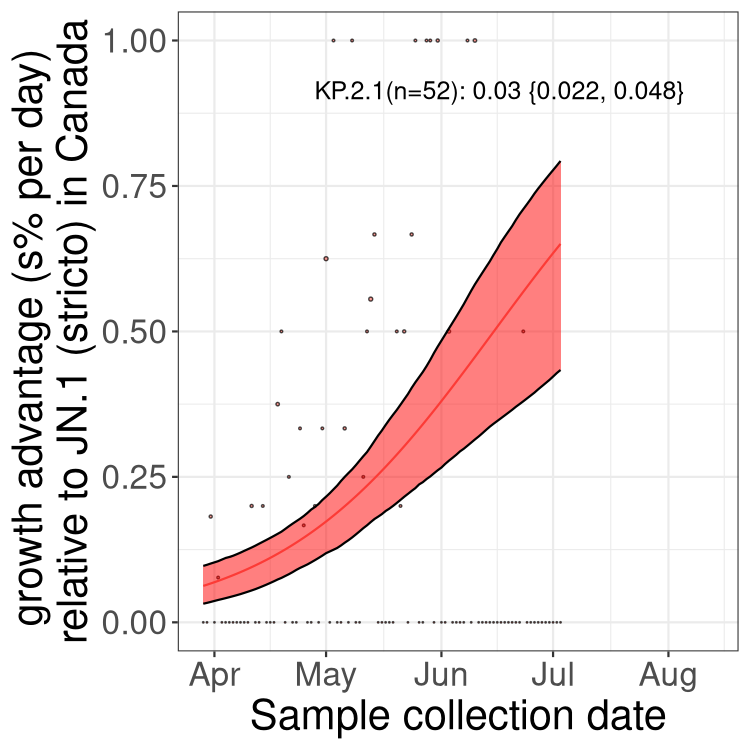 growth advantage (s% per day)
relative to JN.1 (stricto) in Canada
1.00
KP.2.1(n=52): 0.03 {0.022, 0.048}
0.75
0.50
0.25
0.00
Apr May Jun Jul Aug
Sample collection date